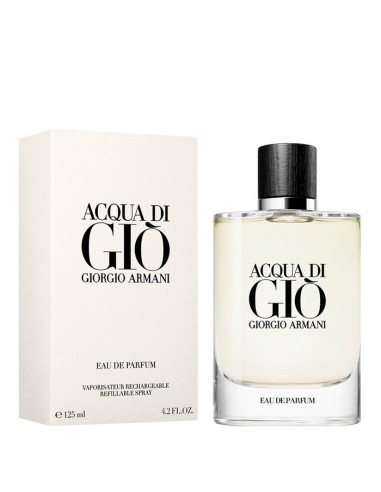 ACQUA DI
GIÒ
GIORGIO ARMANI
EAU DE PARFUM
VAPORISATEUR RECHARGEABLE
REFILLABLE SPRAY
℮ 125 ml 4.2 FL.OZ.
ACQUA DI
GIÒ
GIORGIO ARMANI
EAU DE PARFUM